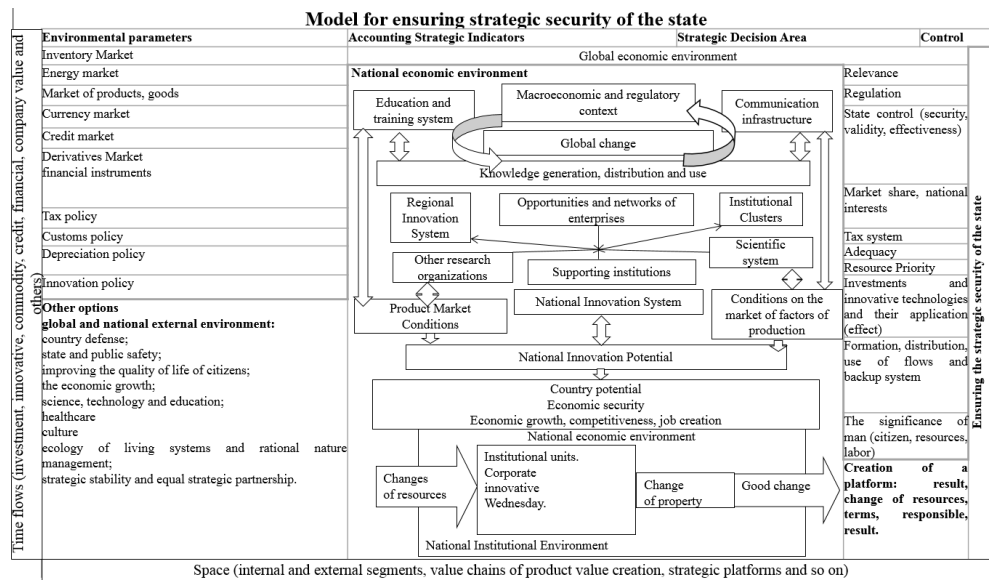 Model for ensuring strategic security of the state
Time flows (investment, innovative, commodity, credit, financial, company value and
others)
Environmental parameters
Accounting Strategic Indicators
Strategic Decision Area
Control
Inventory Market
Energy market
Market of products, goods
Currency market
Credit market
Derivatives Market
financial instruments
Tax policy
Customs policy
Depreciation policy
Innovation policy
Other options
global and national external environment:
country defense;
state and public safety;
improving the quality of life of citizens;
the economic growth;
science, technology and education;
healthcare
culture
ecology of living systems and rational nature
management;
strategic stability and equal strategic partnership.
Global economic environment
National economic environment
Education and
training system
Macroeconomic and regulatory
context
Communication
infrastructure
Global change
Knowledge generation, distribution and use
Regional
Innovation
System
Opportunities and networks of
enterprises
Institutional
Clusters
Other research
organizations
Supporting institutions
Scientific
system
Product Market
Conditions
National Innovation System
Conditions on the
market of factors of
production
National Innovation Potential
Country potential
Economic security
Economic growth, competitiveness, job creation
National economic environment
Changes
of resources
Institutional units.
Corporate
innovative
Wednesday.
Change
of property
Good change
National Institutional Environment
Relevance
Regulation
State control (security,
validity, effectiveness)
Market share, national
interests
Tax system
Adequacy
Resource Priority
Investments and
innovative technologies
and their application
(effect)
Formation, distribution,
use of flows and
backup system
The significance of
man (citizen, resources,
labor)
Creation of a
platform: result,
change of resources,
terms, responsible,
result.
Ensuring the strategic security of the state
Space (internal and external segments, value chains of product value creation, strategic platforms and so on)